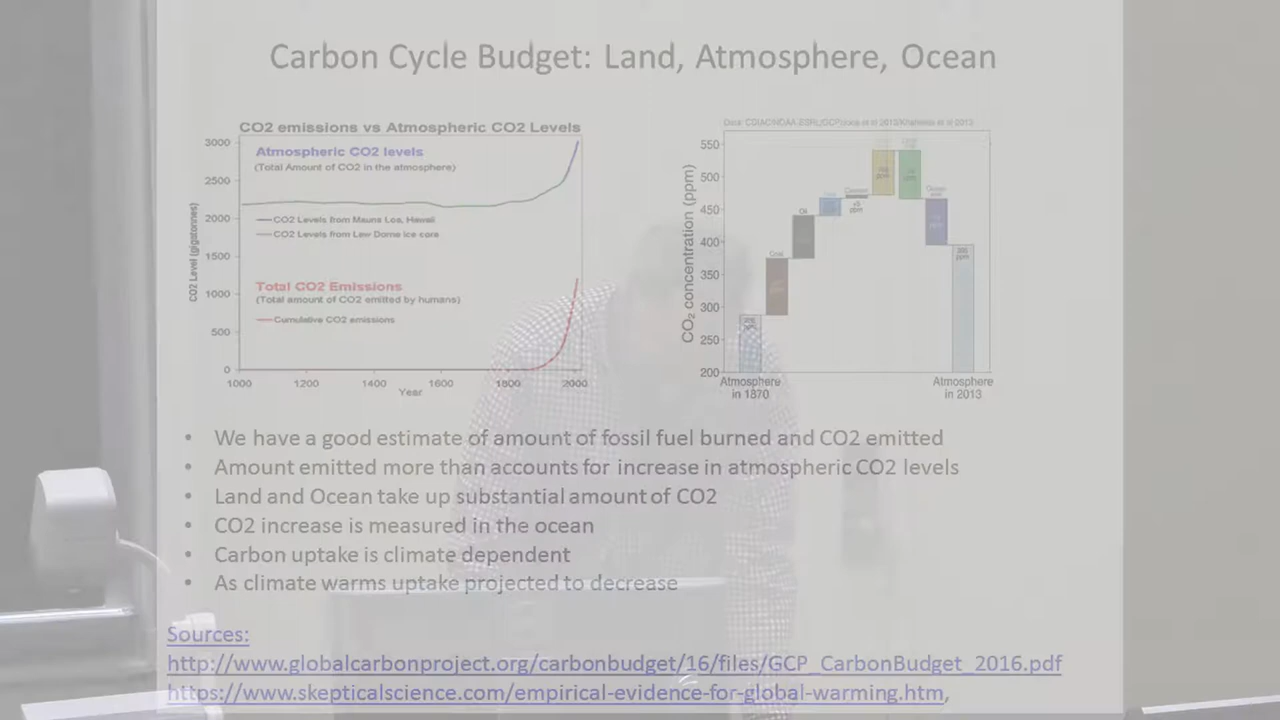 Carbon Cycle Budget: Land, Atmosphere, Ocean
CO2 emissions vs Atmospheric CO2 Levels
3000
2500
2000
1500
1000
500
0
CO2 Level (gigatonnes)
Atmospheric CO2 levels
(Total Amount of CO2 in the atmosphere)
CO2 Levels from Mauna Loa, Hawaii
CO2 Levels from Law Dome ice core
Total CO2 Emissions
(Total amount of CO2 emitted by humans)
Cumulative CO2 emissions
1000 1200 1400 1600 1800 2000
Year
550
500
450
400
350
300
250
200
CO₂ concentration (ppm)
Coal
Oil
ppm
ppm
ppm
ppm
Atmosphere
in 1870
Atmosphere
in 2013
• We have a good estimate of amount of fossil fuel burned and CO2 emitted
• Amount emitted more than accounts for increase in atmospheric CO2 levels
• Land and Ocean take up substantial amount of CO2
• CO2 increase is measured in the ocean
• Carbon uptake is climate dependent
• As climate warms uptake projected to decrease
Sources:
http://www.globalcarbonproject.org/carbonbudget/16/files/GCP_CarbonBudget_2016.pdf
https://www.skepticalscience.com/empirical-evidence-for-global-warming.htm,